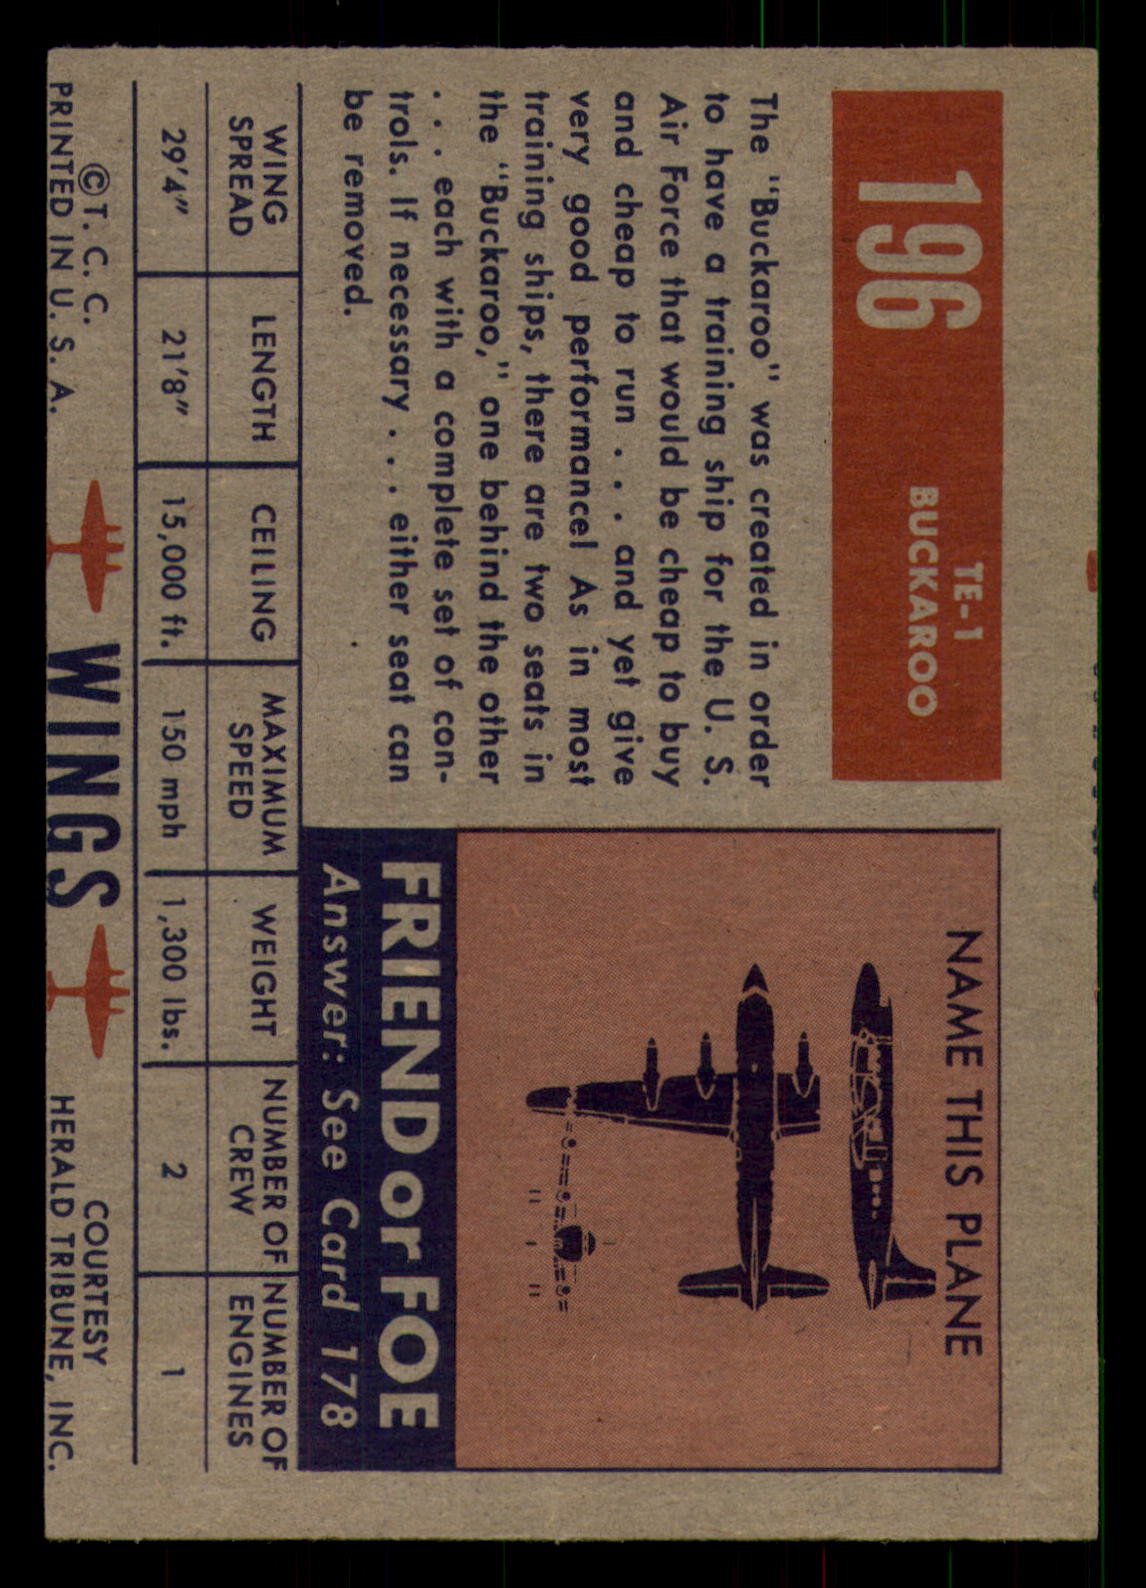 196
TE-1
BUCKAROO
The "Buckaroo" was created in order
to have a training ship for the U. S.
Air Force that would be cheap to buy
and cheap to run . . . and yet give
very good performance! As in most
training ships, there are two seats in
the "Buckaroo," one behind the other
. . . each with a complete set of con-
trols. If necessary . . . either seat can
be removed.
NAME THIS PLANE
FRIEND or FOE
Answer: See Card 178
WING SPREAD
LENGTH
CEILING
MAXIMUM SPEED
WEIGHT
NUMBER OF CREW
NUMBER OF ENGINES
29'4"
21'8"
15,000 ft.
150 mph
1,300 lbs.
2
1
©T. C. C.
PRINTED IN U. S. A.
WINGS
COURTESY
HERALD TRIBUNE, INC.